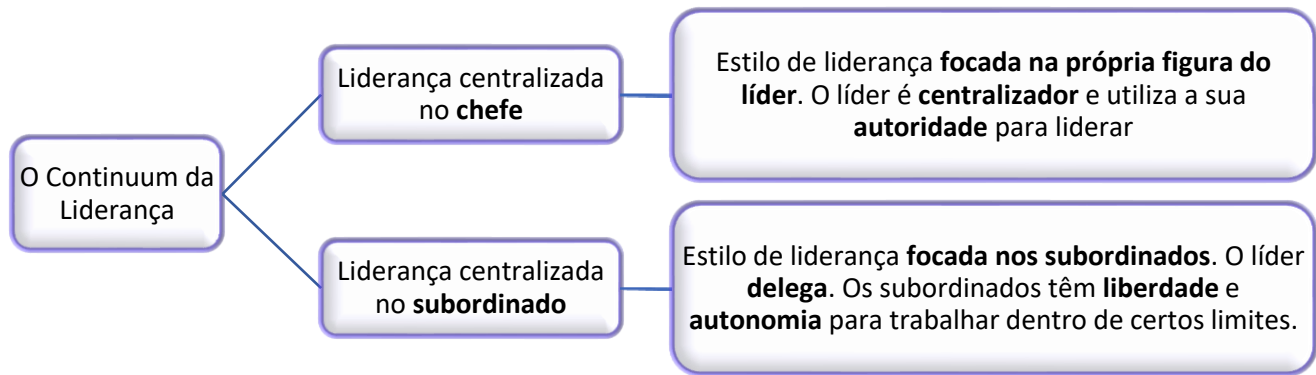 O Continuum da
Liderança
Liderança centralizada
no chefe
Estilo de liderança focada na própria figura do
líder. O líder é centralizador e utiliza a sua
autoridade para liderar
Liderança centralizada
no subordinado
Estilo de liderança focada nos subordinados. O líder
delega. Os subordinados têm liberdade e
autonomia para trabalhar dentro de certos limites.